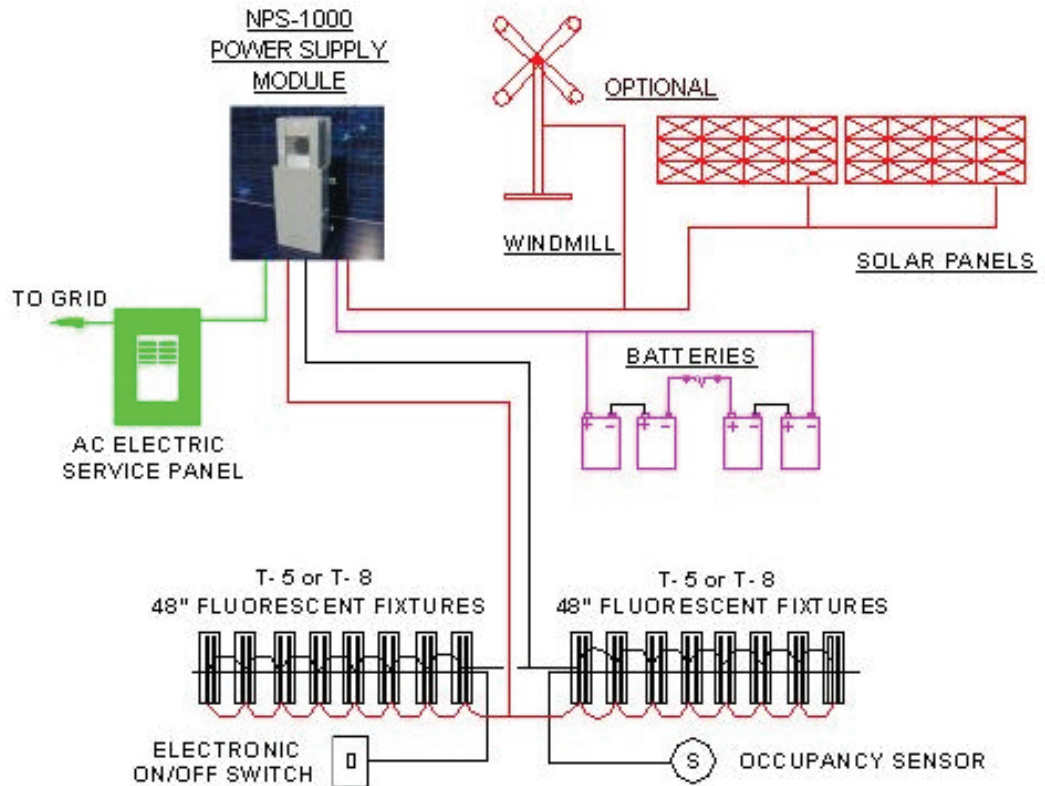 NPS-1000
POWER SUPPLY
MODULE
OPTIONAL
WINDMILL
SOLAR PANELS
TO GRID
BATTERIES
+ -
+ -
+ -
+ -
AC ELECTRIC
SERVICE PANEL
T- 5 or T- 8
48" FLUORESCENT FIXTURES
T- 5 or T- 8
48" FLUORESCENT FIXTURES
ELECTRONIC
ON/OFF SWITCH
0
S
OCCUPANCY SENSOR